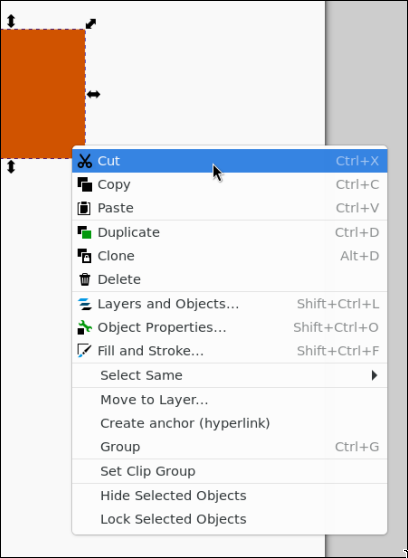 Cut Ctrl+X
Copy Ctrl+C
Paste Ctrl+V
Duplicate Ctrl+D
Clone Alt+D
Delete
Layers and Objects... Shift+Ctrl+L
Object Properties... Shift+Ctrl+O
Fill and Stroke... Shift+Ctrl+F
Select Same
Move to Layer...
Create anchor (hyperlink)
Group Ctrl+G
Set Clip Group
Hide Selected Objects
Lock Selected Objects